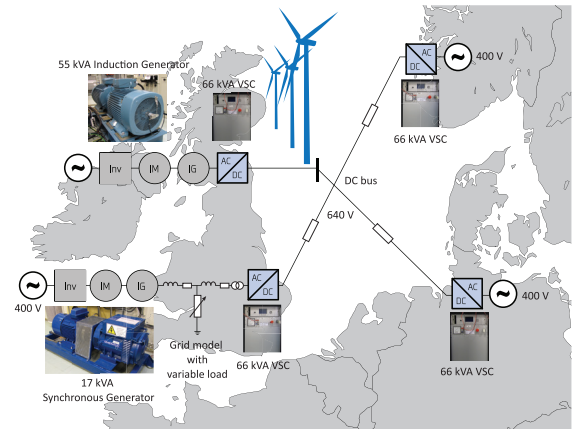 55 kVA Induction Generator
66 kVA VSC
400 V
66 kVA VSC
Inv
IM
IG
AC
DC
AC
DC
DC bus
640 V
Inv
IM
IG
AC
DC
AC
DC
400 V
400 V
Grid model
with
variable load
66 kVA VSC
66 kVA VSC
17 kVA
Synchronous Generator